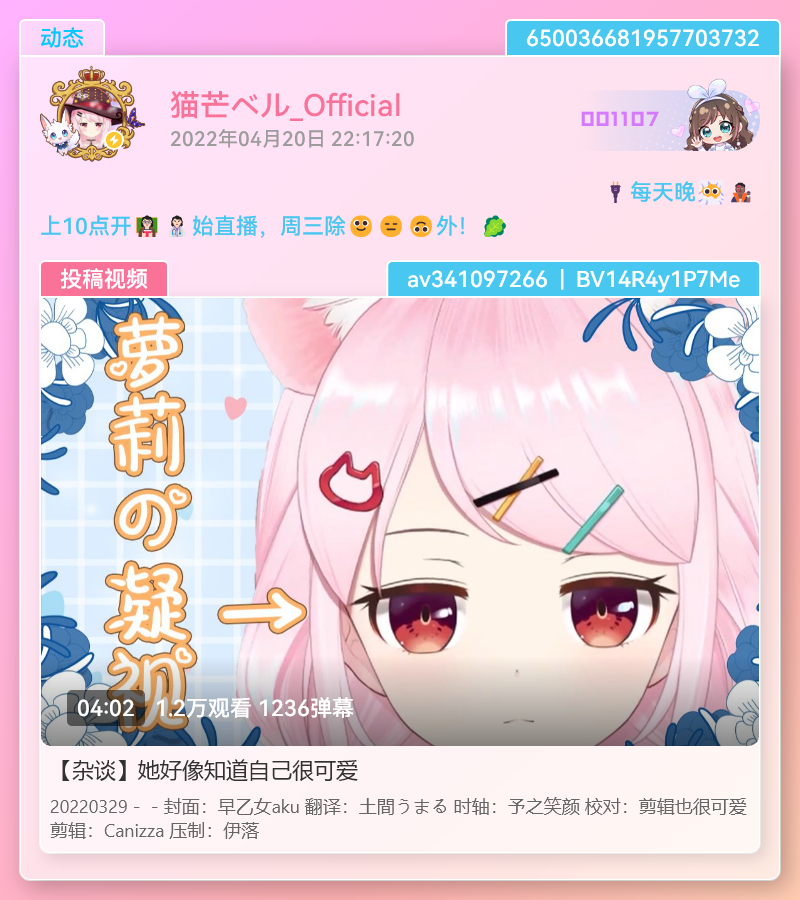 动态
650036681957703732
猫芒ベル_Official
2022年04月20日 22:17:20
001107
每天晚
上10点开 始直播，周三除 外！
投稿视频
av341097266 | BV14R4y1P7Me
萝莉の凝视
04:02 1.2万观看 1236弹幕
【杂谈】她好像知道自己很可爱
20220329 - - 封面：早乙女aku 翻译：土間うまる 时轴：予之笑颜 校对：剪辑也很可爱
剪辑：Canizza 压制：伊落